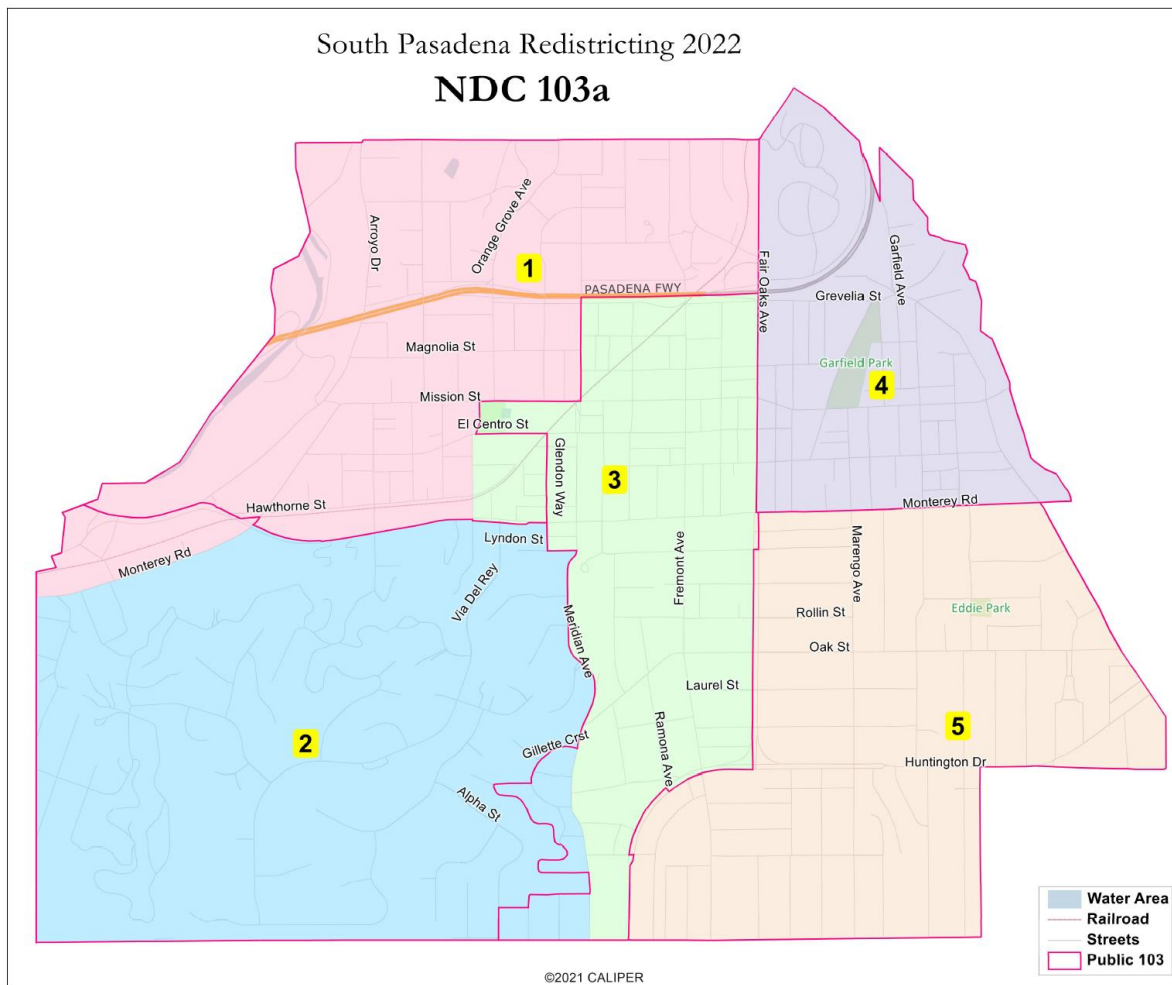 South Pasadena Redistricting 2022
NDC 103a
Orange Grove Ave
Arroyo Dr
Garfield Ave
Fair Oaks Ave
1
PASADENA FWY
Grevelia St
Magnolia St
Garfield Park
4
Mission St
El Centro St
Glendon Way
3
Hawthorne St
Monterey Rd
Lyndon St
Monterey Rd
Marengo Ave
Fremont Ave
Via Del Rey
Meridian Ave
Rollin St
Eddie Park
Oak St
Laurel St
Ramona Ave
5
2
Gillette Crst
Huntington Dr
Alpha St
Water Area
Railroad
Streets
Public 103
©2021 CALIPER